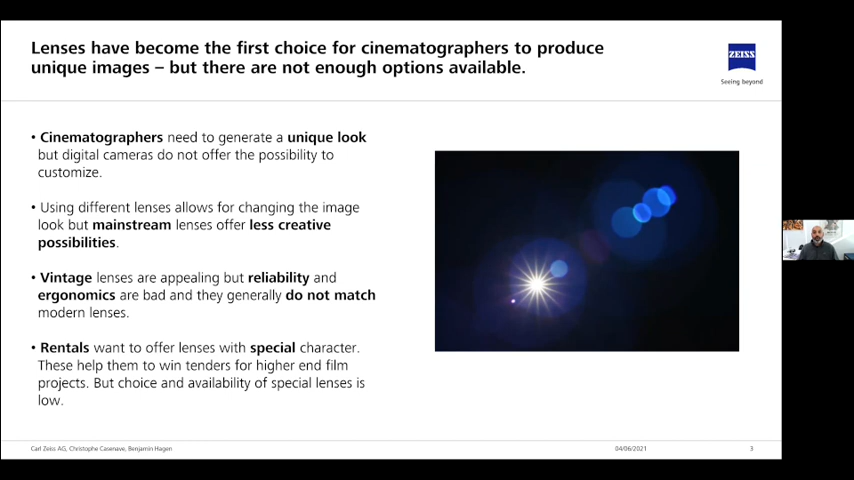 Lenses have become the first choice for cinematographers to produce
unique images – but there are not enough options available.
ZEISS
Seeing beyond
• Cinematographers need to generate a unique look
but digital cameras do not offer the possibility to
customize.
• Using different lenses allows for changing the image
look but mainstream lenses offer less creative
possibilities.
• Vintage lenses are appealing but reliability and
ergonomics are bad and they generally do not match
modern lenses.
• Rentals want to offer lenses with special character.
These help them to win tenders for higher end film
projects. But choice and availability of special lenses is
low.
Carl Zeiss AG, Christophe Casenave, Benjamin Hagen
04/06/2021
3